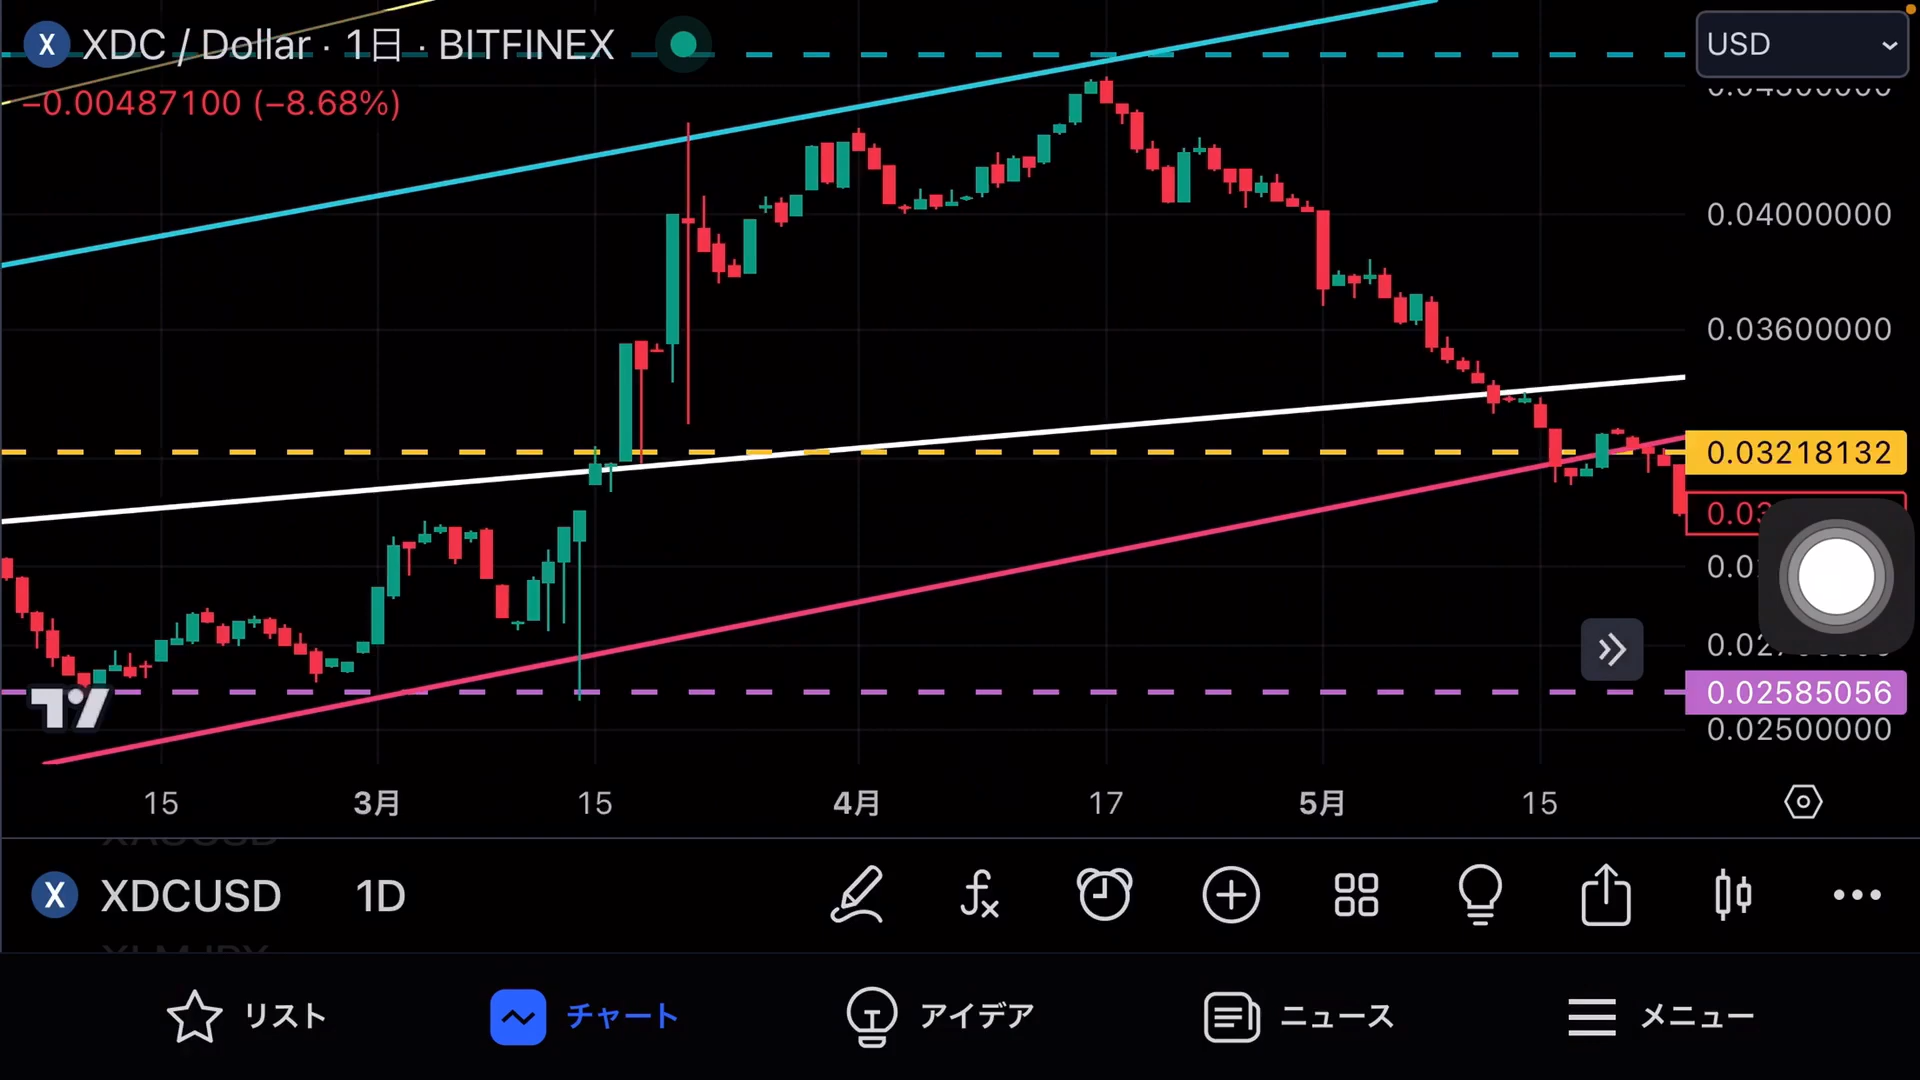 X XDC / Dollar · 1日 · BITFINEX
USD
−0.00487100 (−8.68%)
0.04000000
0.03600000
0.03218132
0.03
0.02585056
0.02500000
15 3月 15 4月 17 5月 15
X XDCUSD 1D
リスト チャート アイデア ニュース メニュー